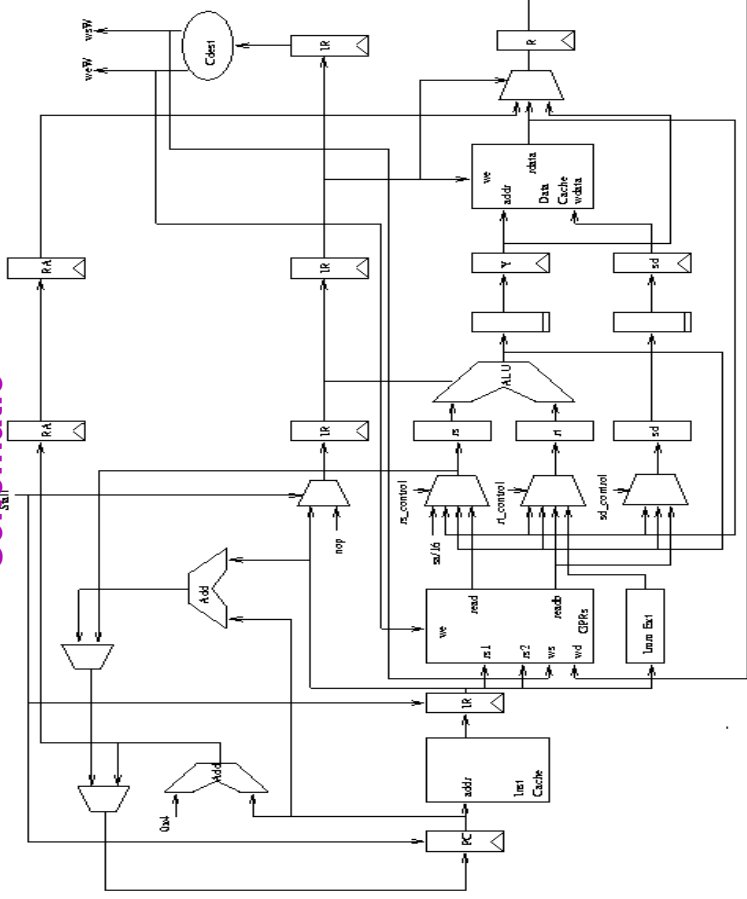 wsW
weW
Cdest
IR
R
we
addr
rdata
Data
Cache
wdata
RA
IR
Y
sd
RA
IR
ALU
rs
rt
sd
Stall
nop
rs_control
sa/16
rt_control
sd_control
Add
we
rs1
rs2
ws
wd
read
readb
GPRs
Imm Ext
IR
Add
0x4
addr
Inst
Cache
PC